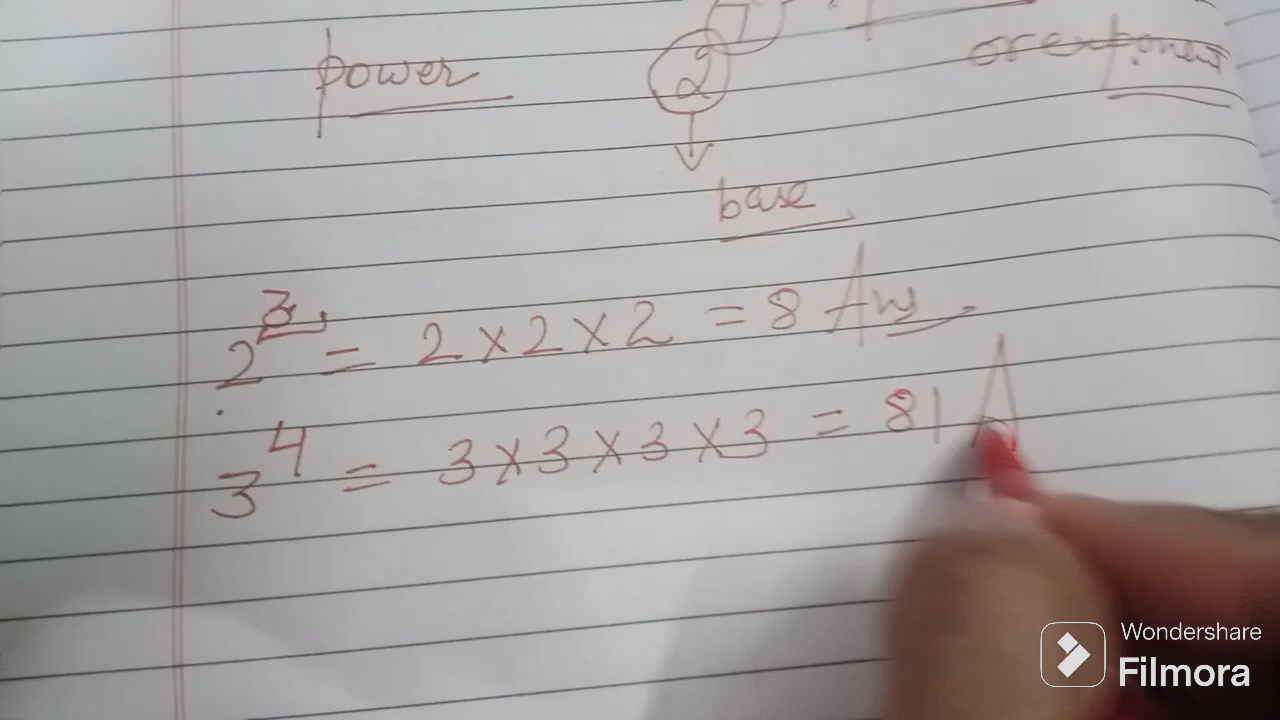 power 2 or exponent
base
2³ = 2 × 2 × 2 = 8 Ans.
3⁴ = 3 × 3 × 3 × 3 = 81 A
Wondershare
Filmora